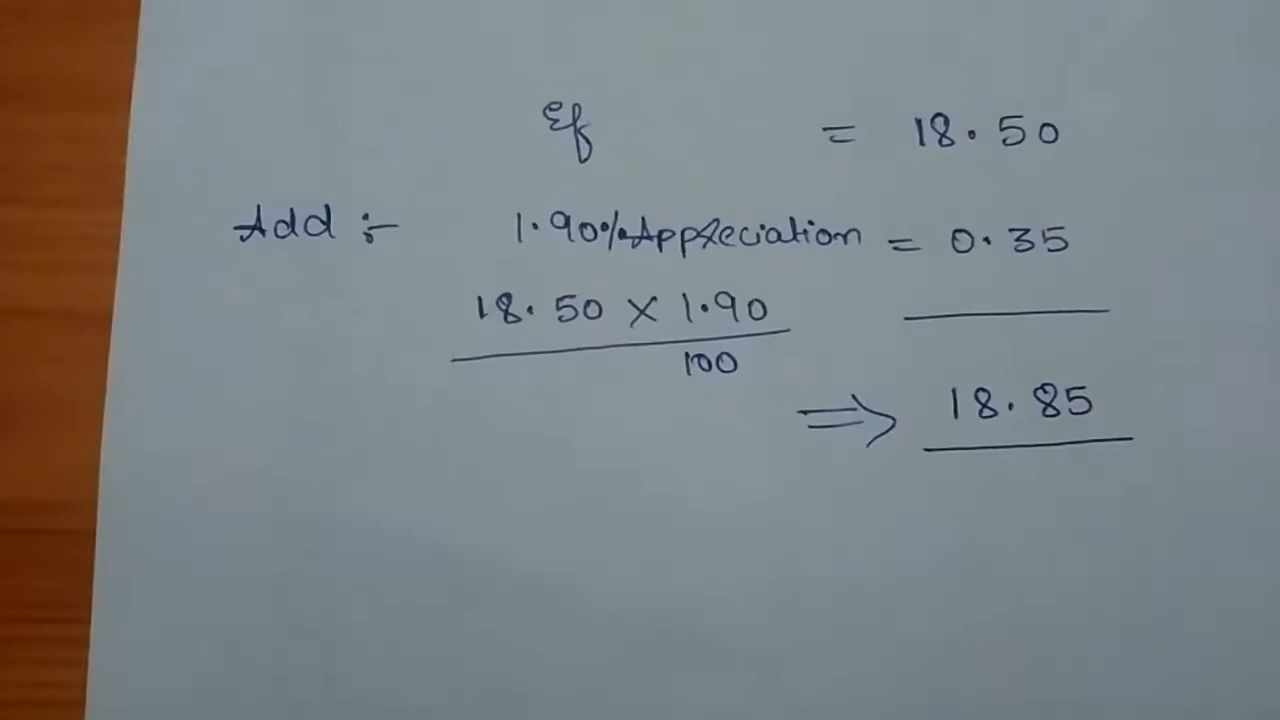 Ef = 18.50
Add :- 1.90% Appreciation = 0.35
18.50 X 1.90
100
⇒ 18.85